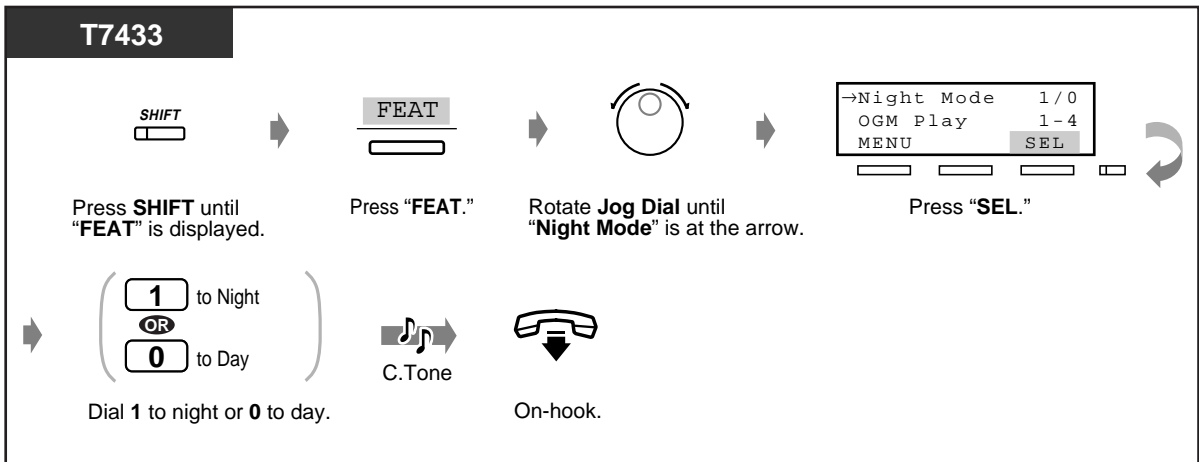 T7433
SHIFT
Press SHIFT until
“FEAT” is displayed.
FEAT
Press “FEAT.”
Rotate Jog Dial until
“Night Mode” is at the arrow.
→Night Mode 1/0
OGM Play 1-4
MENU SEL
Press “SEL.”
1 to Night
OR
0 to Day
Dial 1 to night or 0 to day.
C.Tone
On-hook.